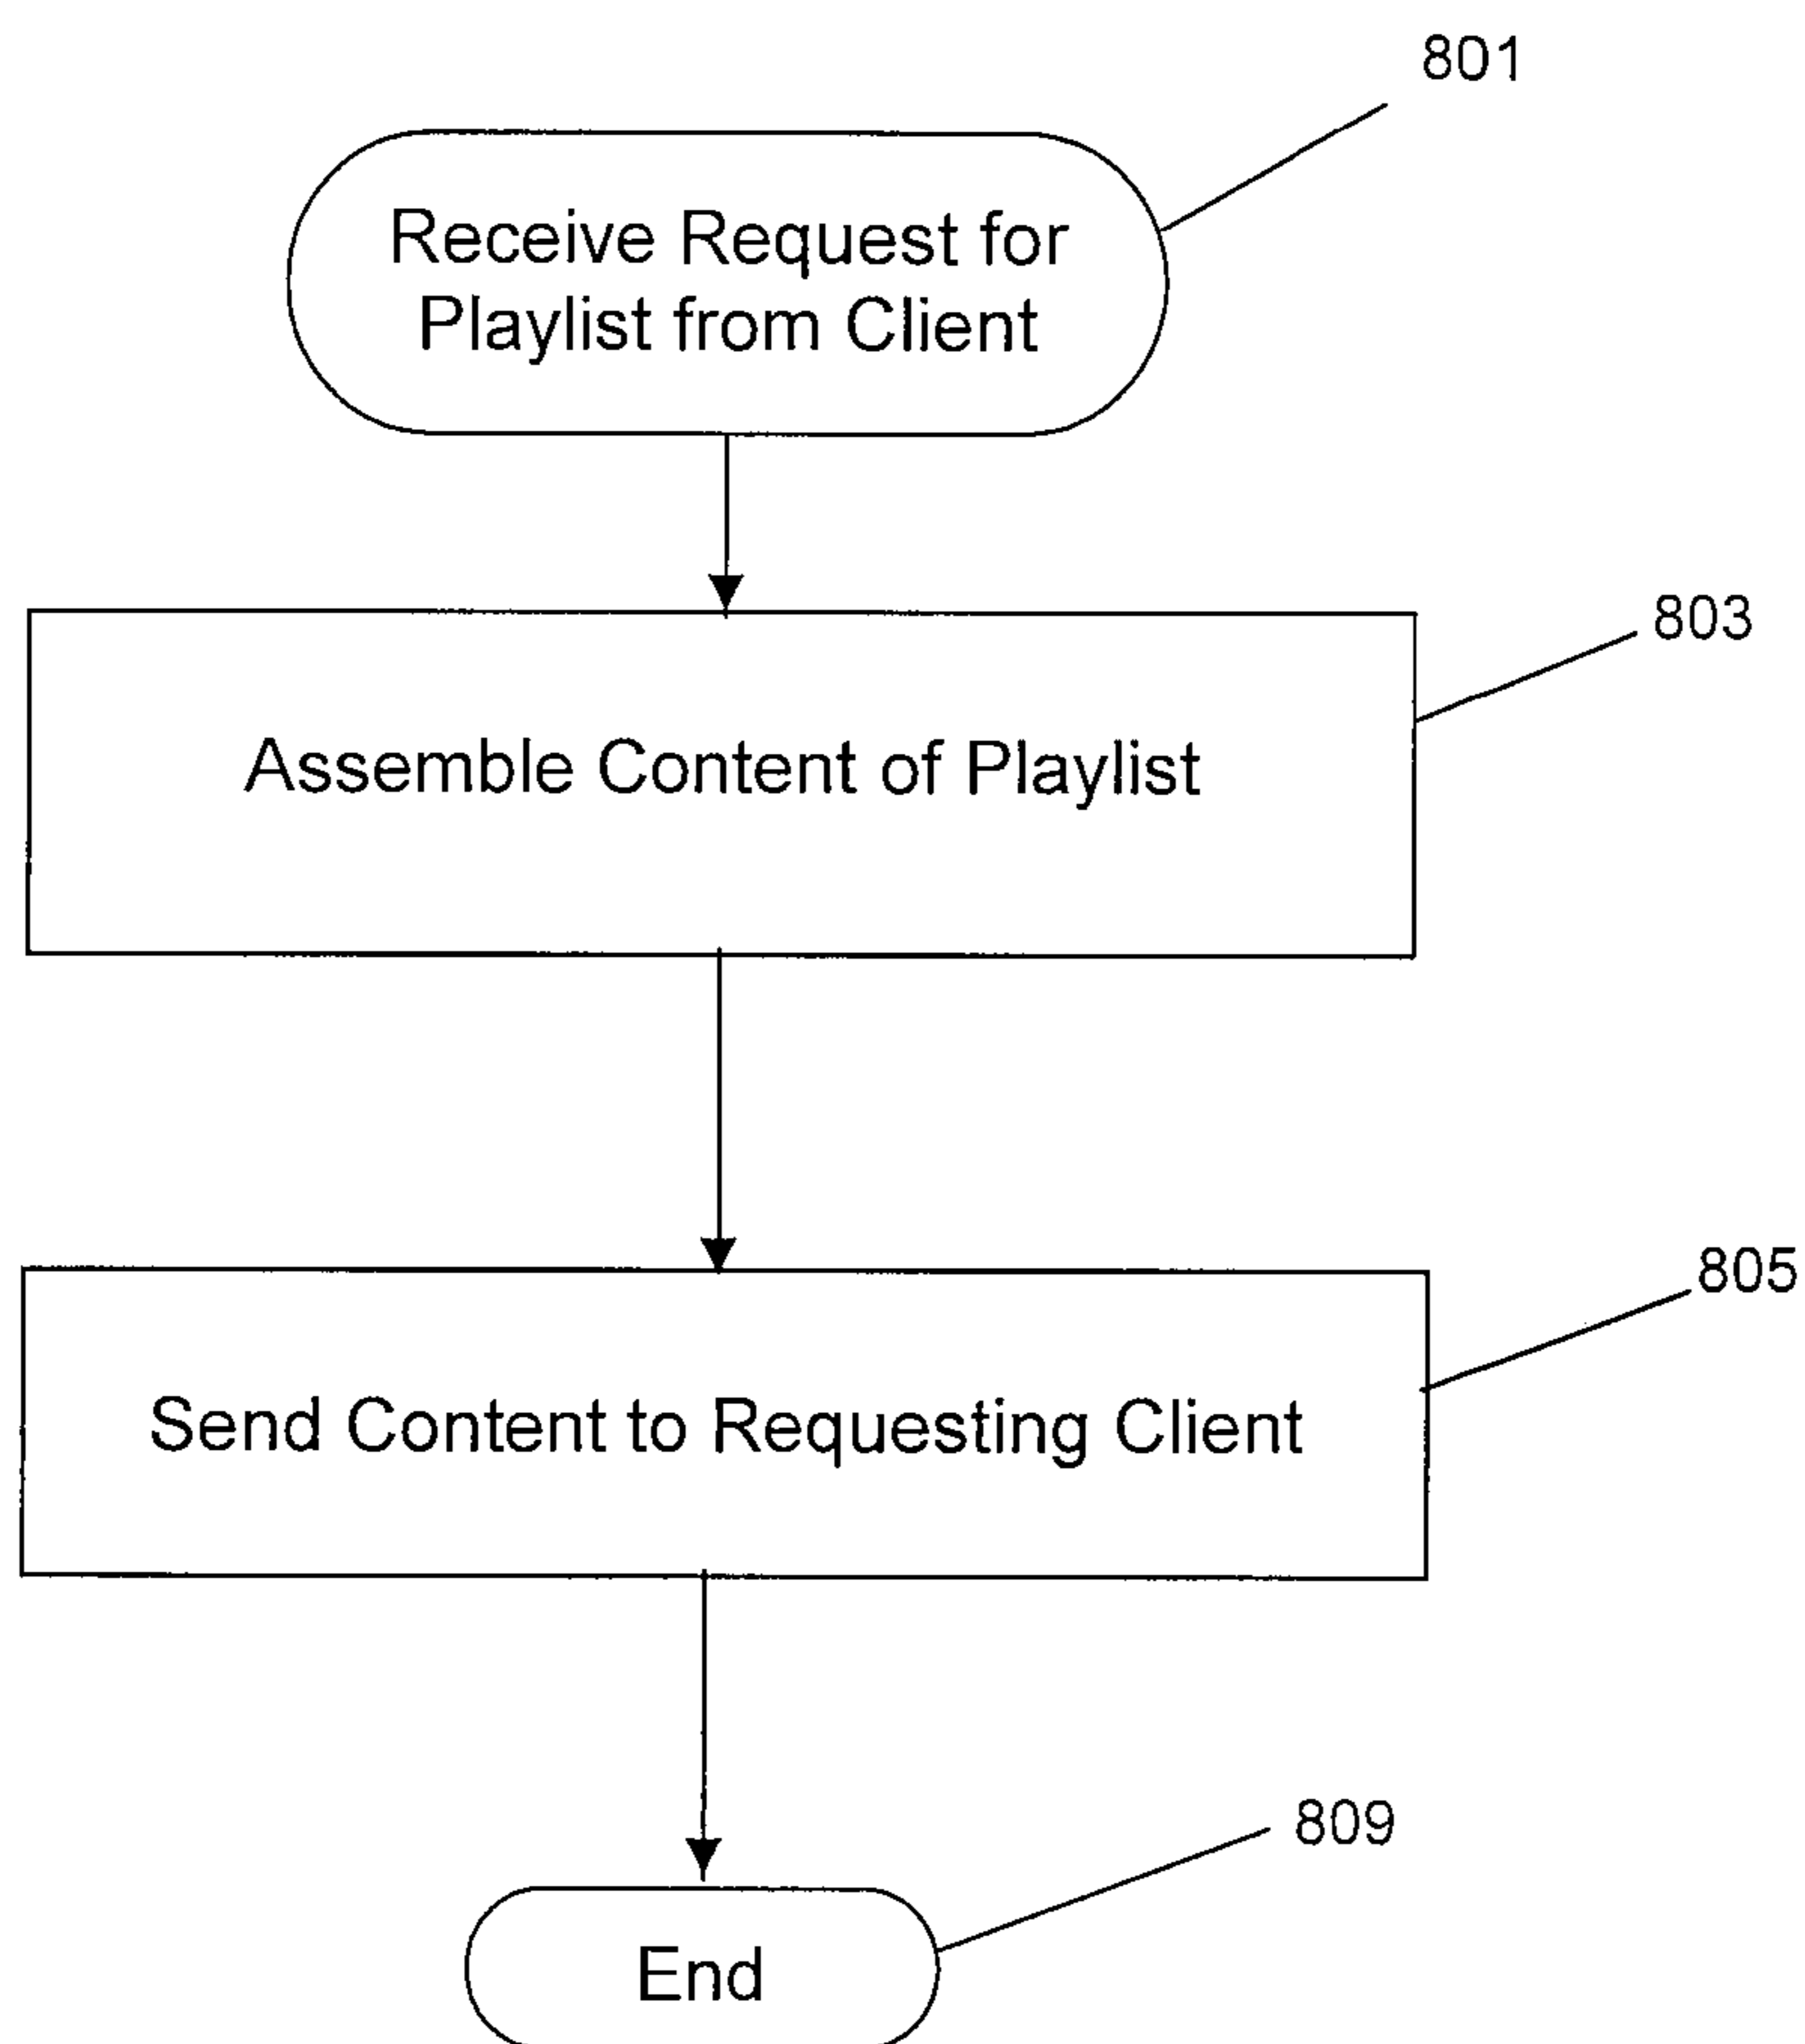 801
Receive Request for
Playlist from Client
803
Assemble Content of Playlist
805
Send Content to Requesting Client
809
End